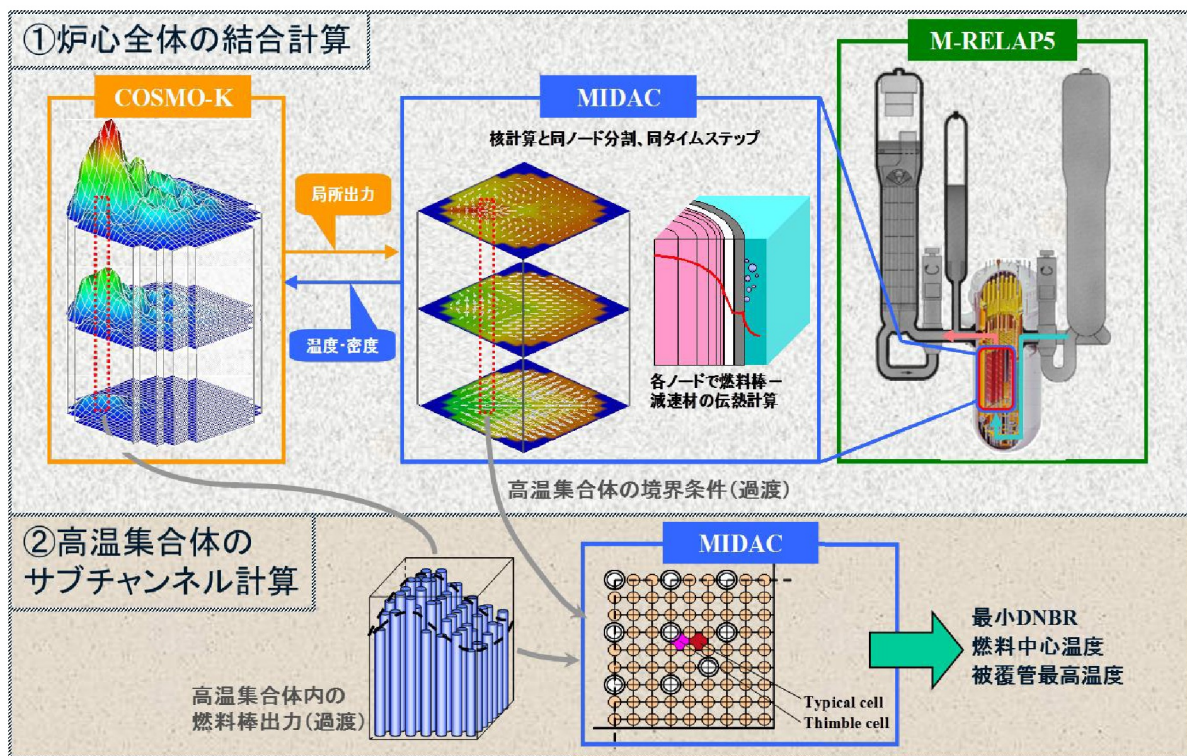 ①炉心全体の結合計算
M-RELAP5
COSMO-K
MIDAC
核計算と同ノード分割、同タイムステップ
局所出力
温度・密度
各ノードで燃料棒ー
減速材の伝熱計算
高温集合体の境界条件(過渡)
②高温集合体の
サブチャンネル計算
MIDAC
高温集合体内の
燃料棒出力(過渡)
Typical cell
Thimble cell
最小DNBR
燃料中心温度
被覆管最高温度